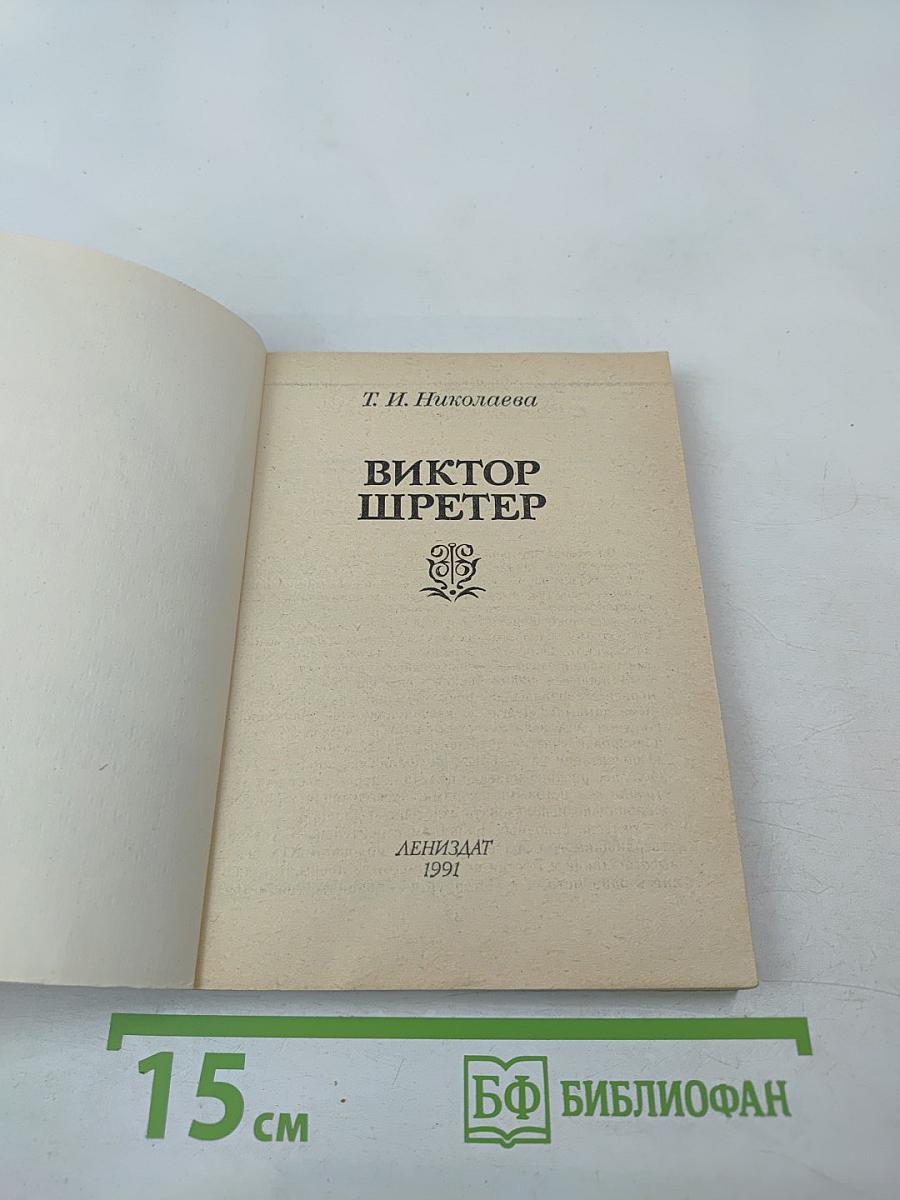 Т. И. Николаева
ВИКТОР
ШРЕТЕР
ЛЕНИЗДАТ
1991
15 см
БФ БИБЛИОФАН